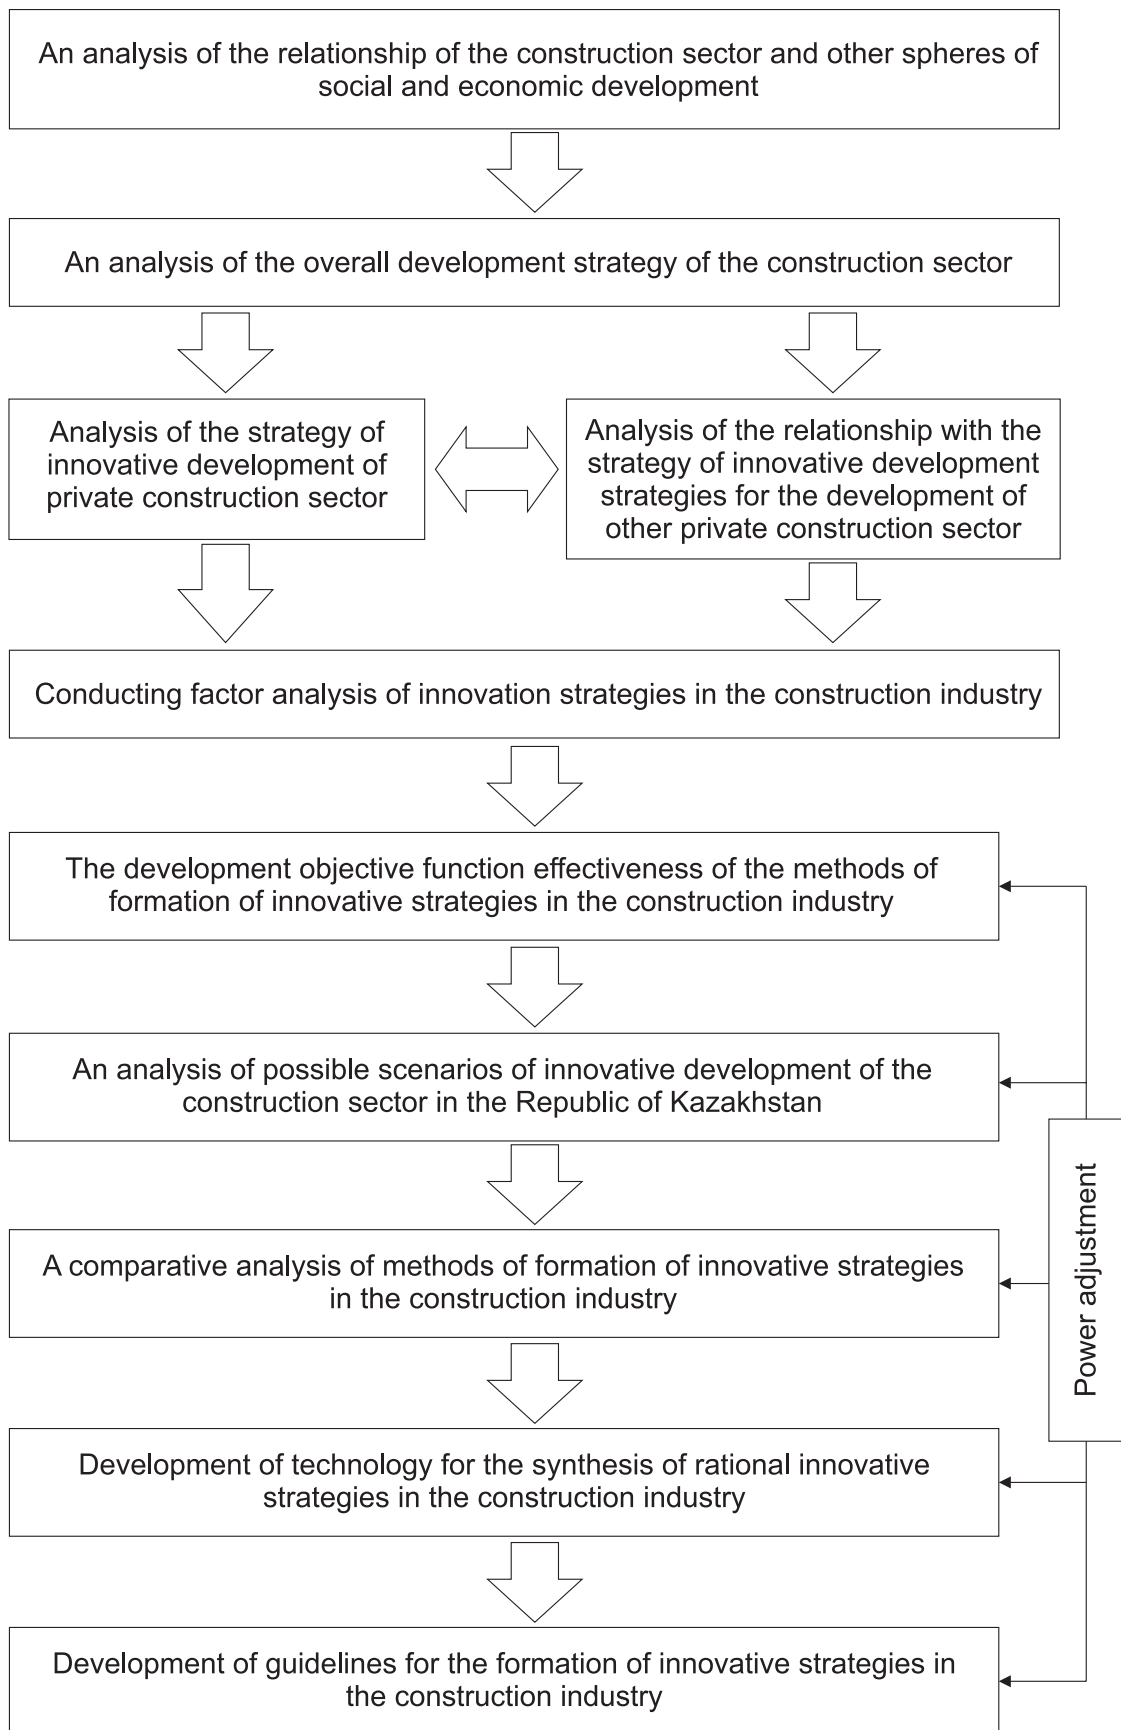 An analysis of the relationship of the construction sector and other spheres of
social and economic development
An analysis of the overall development strategy of the construction sector
Analysis of the strategy of
innovative development of
private construction sector
Analysis of the relationship with the
strategy of innovative development
strategies for the development of
other private construction sector
Conducting factor analysis of innovation strategies in the construction industry
The development objective function effectiveness of the methods of
formation of innovative strategies in the construction industry
An analysis of possible scenarios of innovative development of the
construction sector in the Republic of Kazakhstan
A comparative analysis of methods of formation of innovative strategies
in the construction industry
Development of technology for the synthesis of rational innovative
strategies in the construction industry
Development of guidelines for the formation of innovative strategies in
the construction industry
Power adjustment